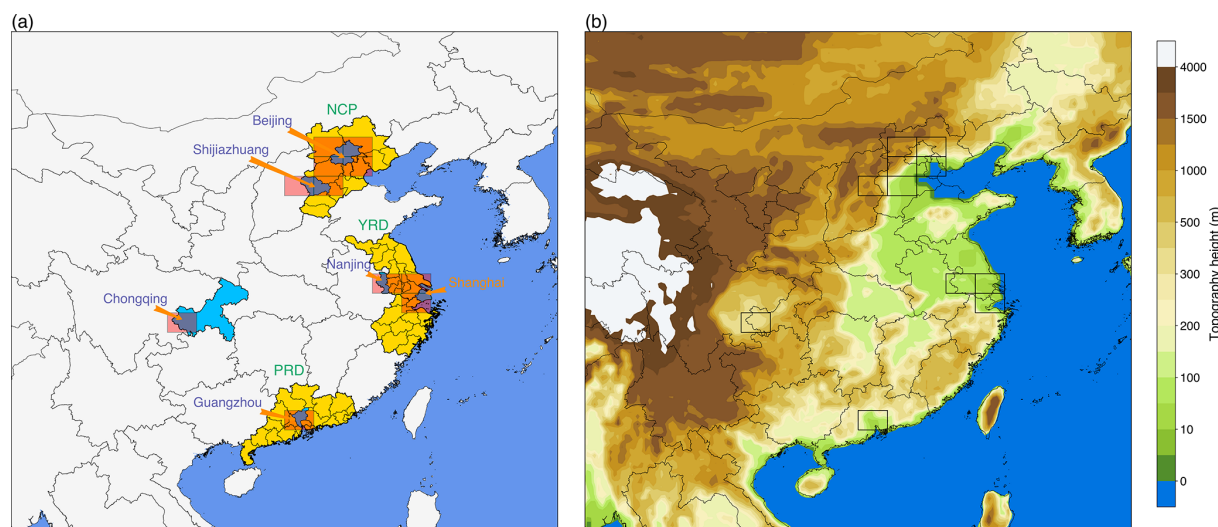 (a)
NCP
Beijing
Shijiazhuang
YRD
Nanjing
Shanghai
Chongqing
PRD
Guangzhou
(b)
4000
1500
1000
500
300
200
100
10
0
Topography height (m)